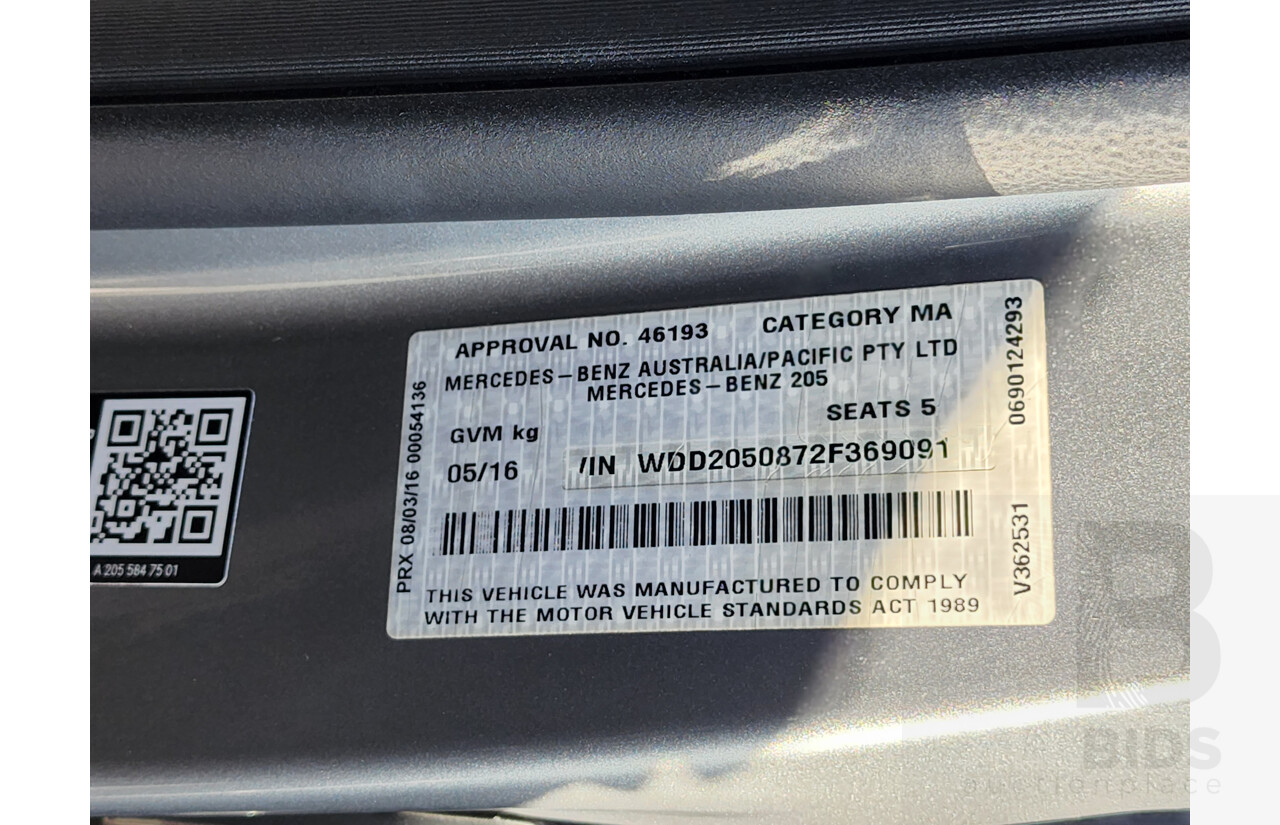 APPROVAL NO. 46193 CATEGORY MA
MERCEDES-BENZ AUSTRALIA/PACIFIC PTY LTD
MERCEDES-BENZ 205
SEATS 5
GVM kg
05/16 /IN WDD2050872F369091
THIS VEHICLE WAS MANUFACTURED TO COMPLY
WITH THE MOTOR VEHICLE STANDARDS ACT 1989
PRX 08/03/16 00054136
0690124293
V362531
A 205 584 75 01
B
BIDS
auctionplace